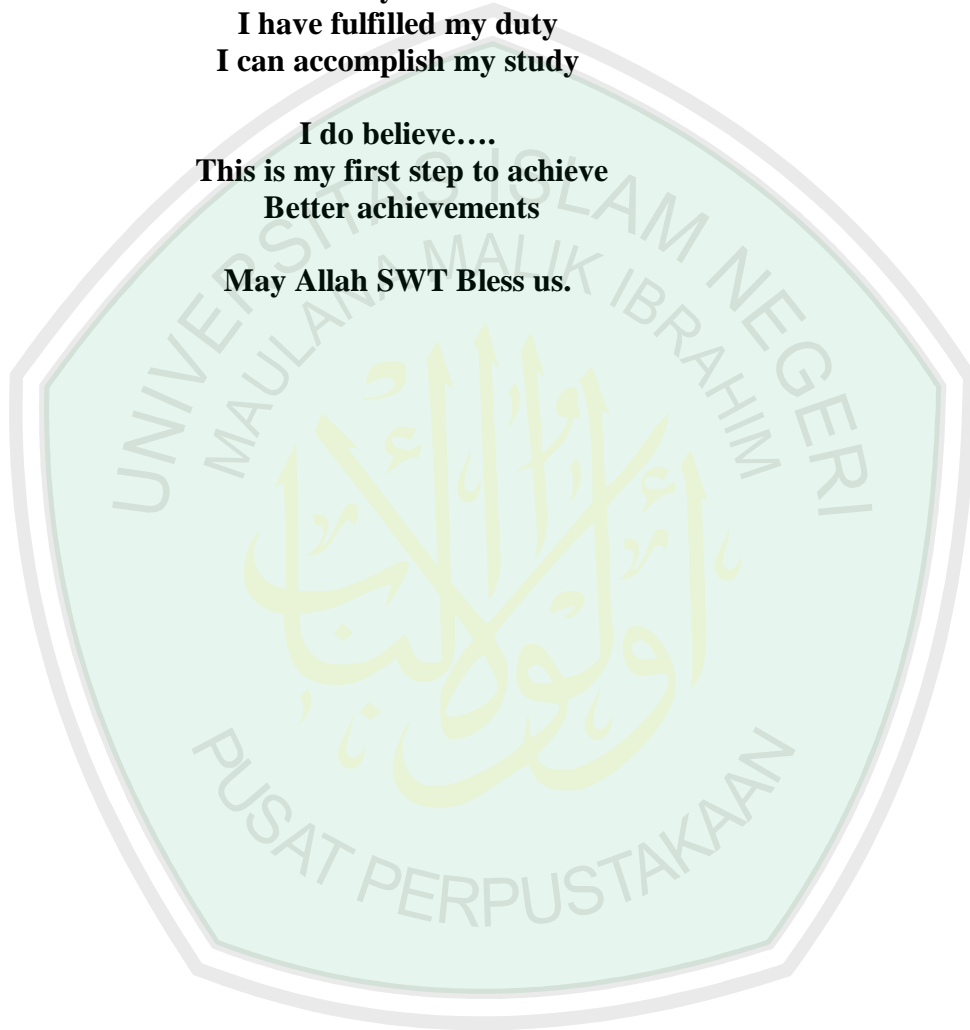 I have fulfilled my duty
I can accomplish my study
I do believe….
This is my first step to achieve
Better achievements
May Allah SWT Bless us.
UNIVERSITAS ISLAM NEGERI
MAULANA MALIK IBRAHIM
أولوا الألباب
PUSAT PERPUSTAKAAN